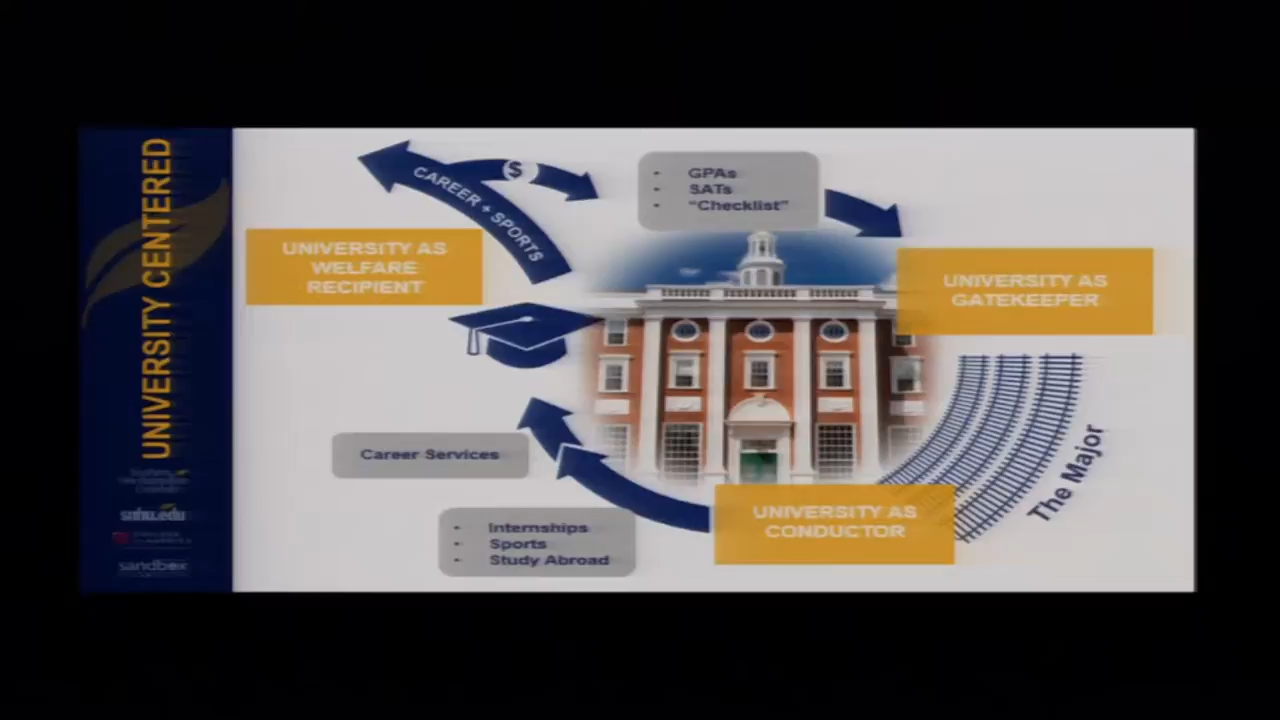 UNIVERSITY CENTERED
snhu.edu
sandbox
CAREER + SPORTS
$
GPAs
SATs
"Checklist"
UNIVERSITY AS
WELFARE
RECIPIENT
UNIVERSITY AS
GATEKEEPER
The Major
UNIVERSITY AS
CONDUCTOR
Career Services
Internships
Sports
Study Abroad